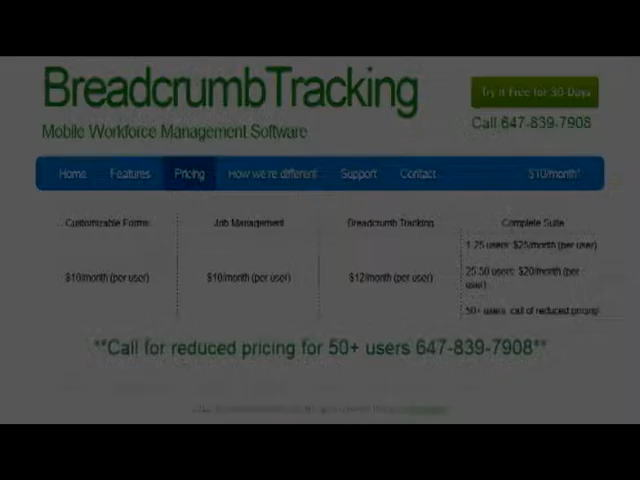 BreadcrumbTracking
Try it Free for 30-Days
Mobile Workforce Management Software
Call 647-839-7908
Home Features Pricing How we're different Support Contact $10/month*
Customizable Forms Job Management Breadcrumb Tracking Complete Suite
1-25 users: $25/month (per user)
$10/month (per user) $10/month (per user) $12/month (per user) 25-50 users: $20/month (per
user)
50+ users: call of reduced pricing!
**Call for reduced pricing for 50+ users 647-839-7908**